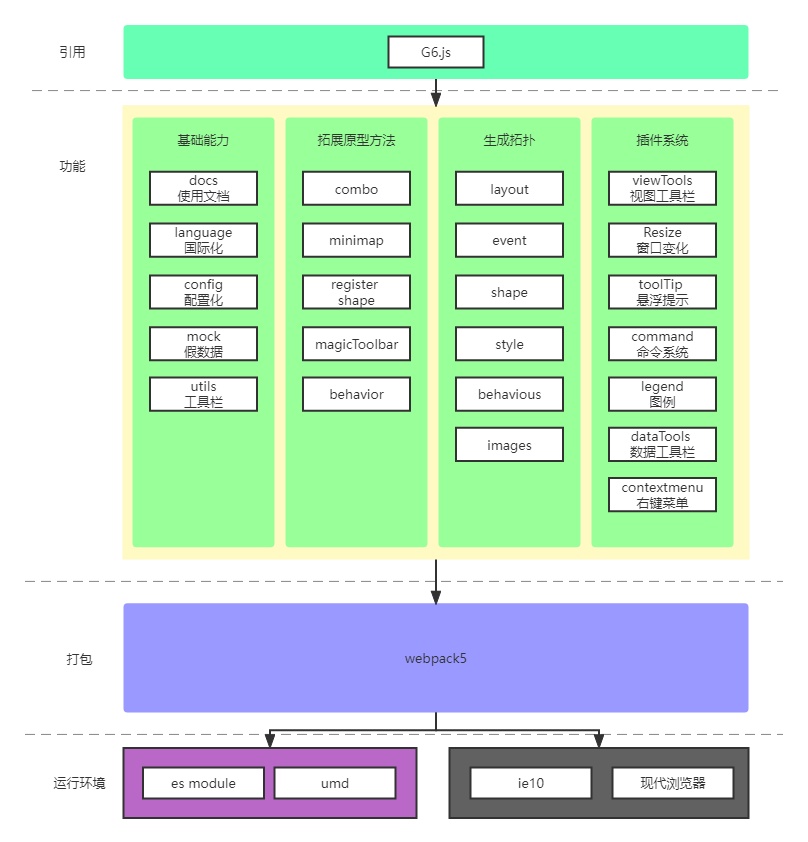 引用
G6.js
功能
基础能力
docs
使用文档
language
国际化
config
配置化
mock
假数据
utils
工具栏
拓展原型方法
combo
minimap
register
shape
magicToolbar
behavior
生成拓扑
layout
event
shape
style
behavious
images
插件系统
viewTools
视图工具栏
Resize
窗口变化
toolTip
悬浮提示
command
命令系统
legend
图例
dataTools
数据工具栏
contextmenu
右键菜单
打包
webpack5
运行环境
es module
umd
ie10
现代浏览器